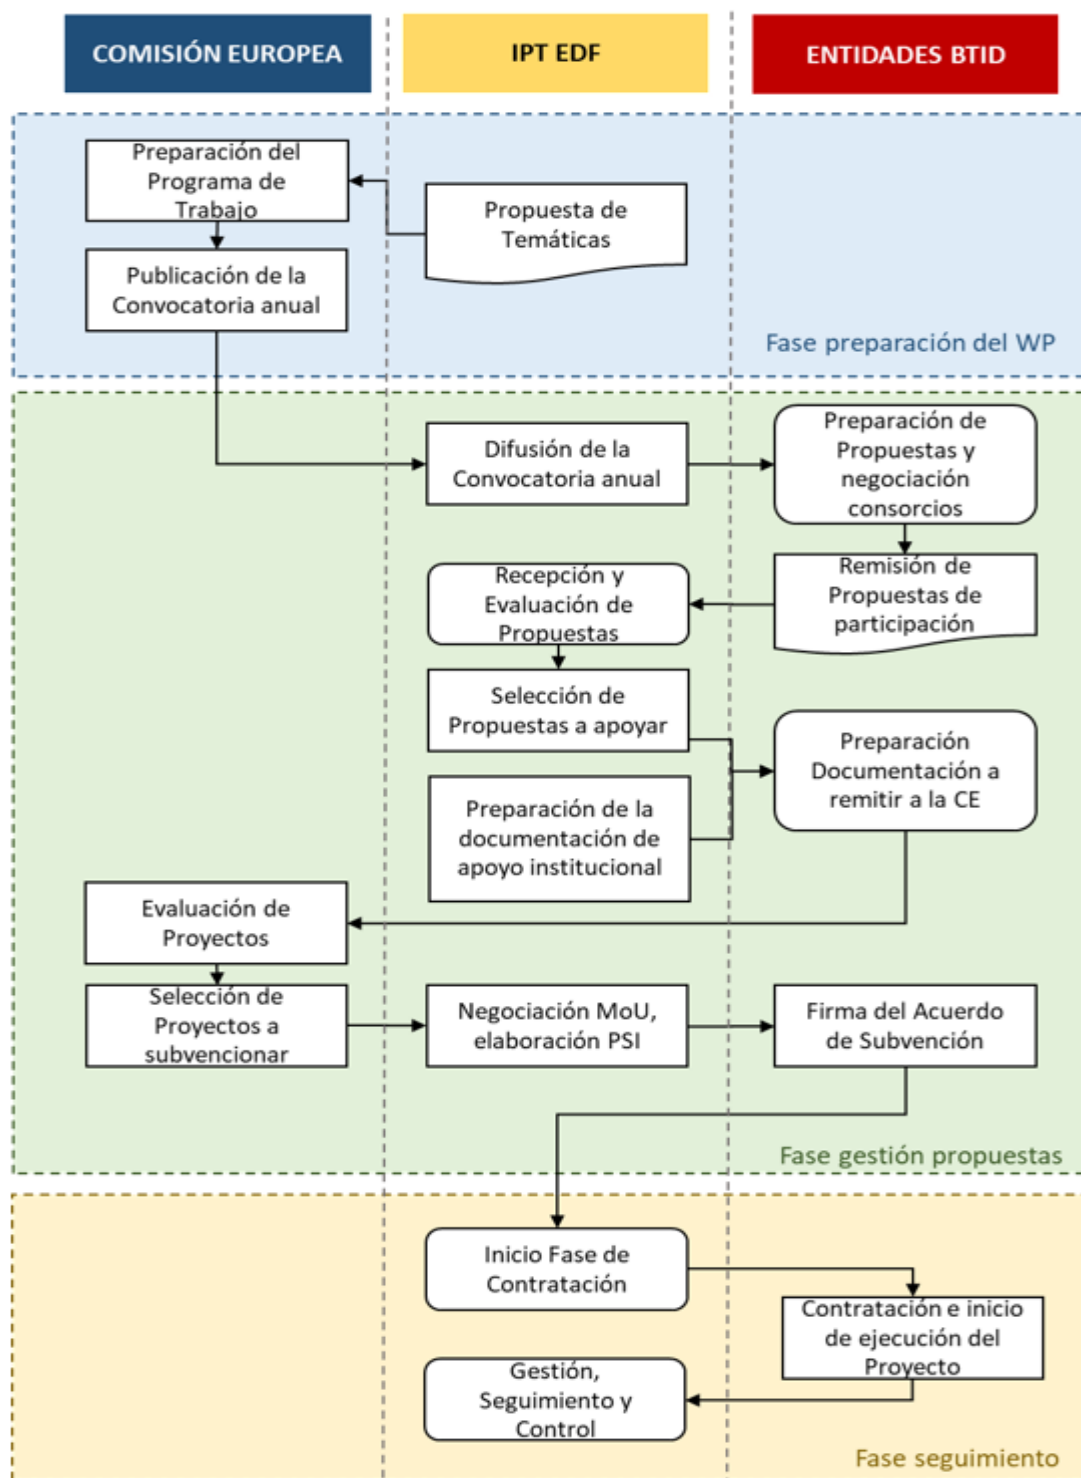 COMISIÓN EUROPEA
IPT EDF
ENTIDADES BTID
Preparación del
Programa de
Trabajo
Propuesta de
Temáticas
Publicación de la
Convocatoria anual
Fase preparación del WP
Difusión de la
Convocatoria anual
Preparación de
Propuestas y
negociación
consorcios
Recepción y
Evaluación de
Propuestas
Remisión de
Propuestas de
participación
Selección de
Propuestas a apoyar
Preparación
Documentación a
remitir a la CE
Preparación de la
documentación de
apoyo institucional
Evaluación de
Proyectos
Selección de
Proyectos a
subvencionar
Negociación MoU,
elaboración PSI
Firma del Acuerdo
de Subvención
Fase gestión propuestas
Inicio Fase de
Contratación
Contratación e inicio
de ejecución del
Proyecto
Gestión,
Seguimiento y
Control
Fase seguimiento